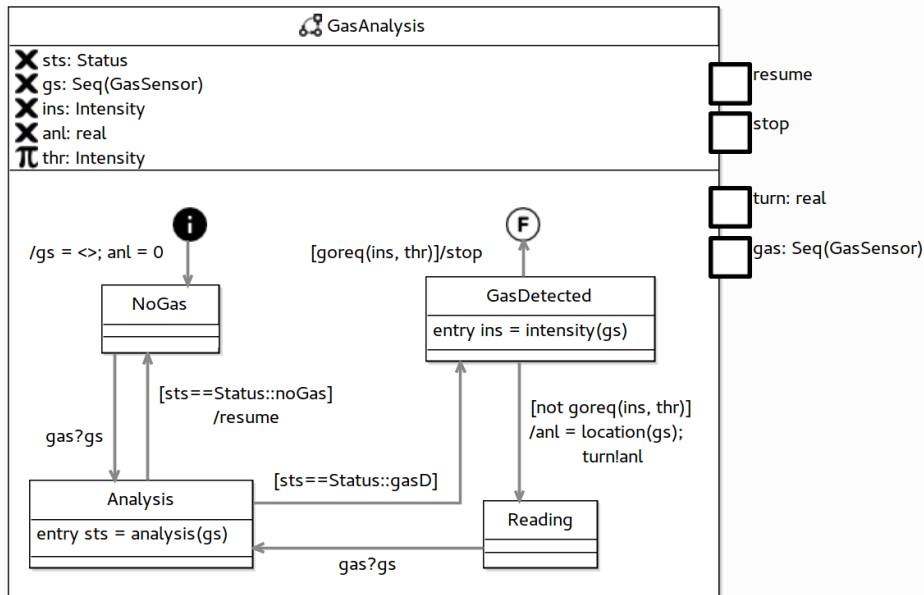 GasAnalysis
sts: Status
gs: Seq(GasSensor)
ins: Intensity
anl: real
π thr: Intensity
resume
stop
turn: real
gas: Seq(GasSensor)
i
F
/gs = <>; anl = 0
[goreq(ins, thr)]/stop
NoGas
GasDetected
entry ins = intensity(gs)
[sts==Status::noGas]
/resume
[not goreq(ins, thr)]
/anl = location(gs);
turn!anl
gas?gs
[sts==Status::gasD]
Analysis
entry sts = analysis(gs)
Reading
gas?gs